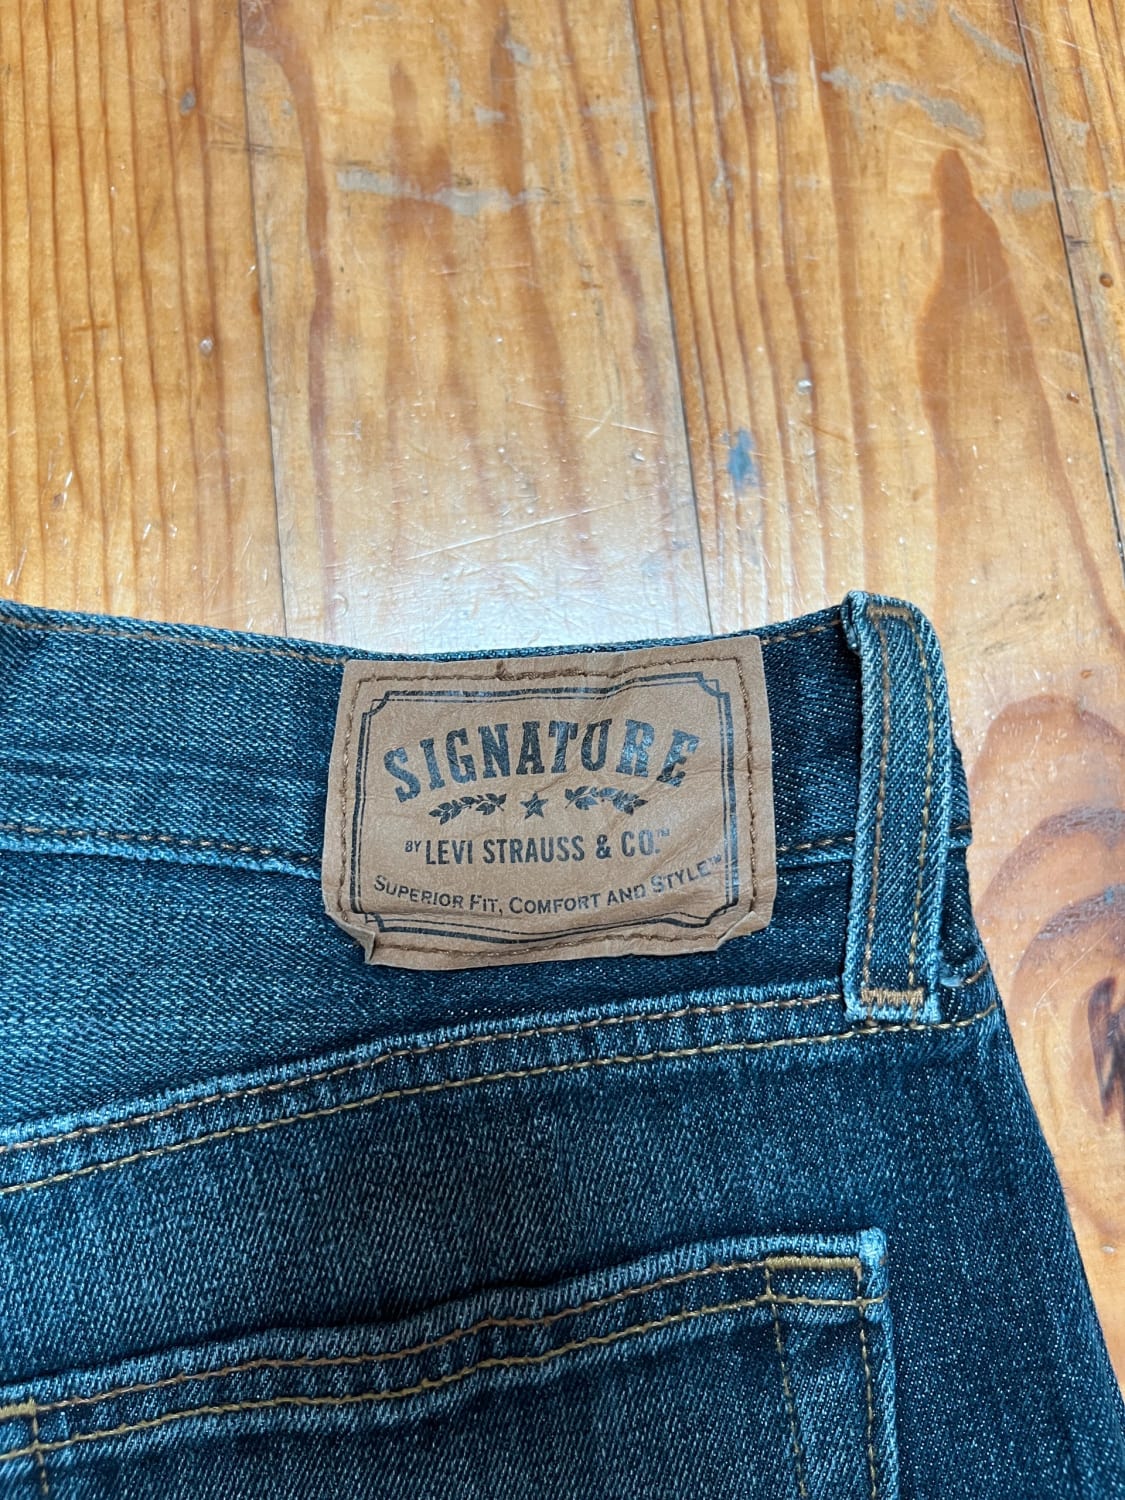 SIGNATURE
BY LEVI STRAUSS & CO.™
SUPERIOR FIT, COMFORT AND STYLE™